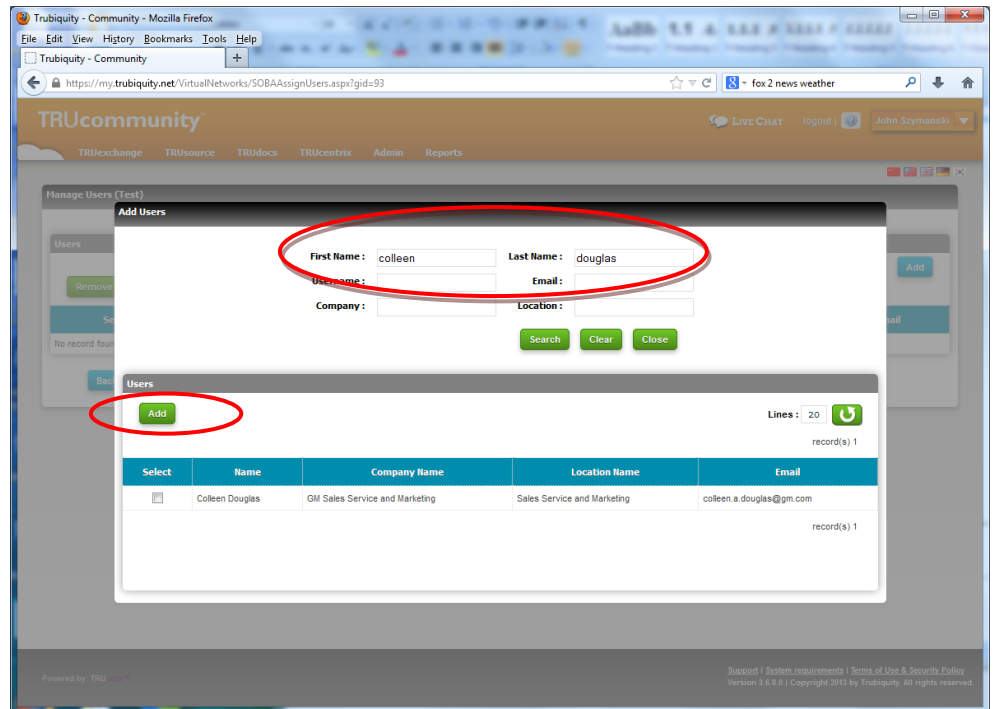 Trubiquity - Community - Mozilla Firefox
File Edit View History Bookmarks Tools Help
Trubiquity - Community +
https://my.trubiquity.net/VirtualNetworks/SOBAAssignUsers.aspx?gid=93
fox 2 news weather
TRUcommunity
LIVE CHAT logout | ? John Szymanski
TRUexchange TRUsource TRUdocs TRUcentrix Admin Reports
Manage Users (Test)
Add Users
Users
First Name : colleen Last Name : douglas
Add
Remove
Username : Email :
Company : Location :
No record
Search Clear Close
Users
Add
Lines : 20
record(s) 1
Select Name Company Name Location Name Email
Colleen Douglas GM Sales Service and Marketing Sales Service and Marketing colleen.a.douglas@gm.com
record(s) 1
Support | System requirements | Terms of Use & Security Policy
Powered by: TRU
Version 3.6.0.0 | Copyright 2013 by Trubiquity. All rights reserved.